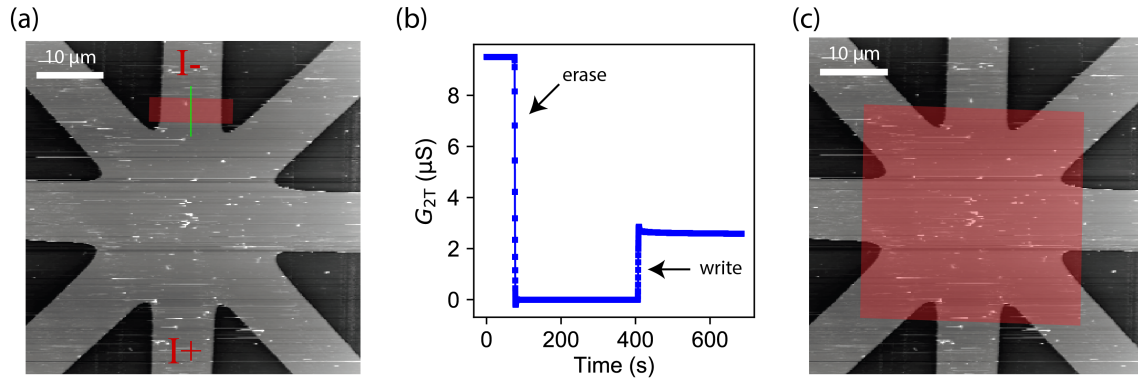 (a)
10 μm
I-
I+
(b)
G2T (μS)
8
6
4
2
0
erase
write
0 200 400 600
Time (s)
(c)
10 μm